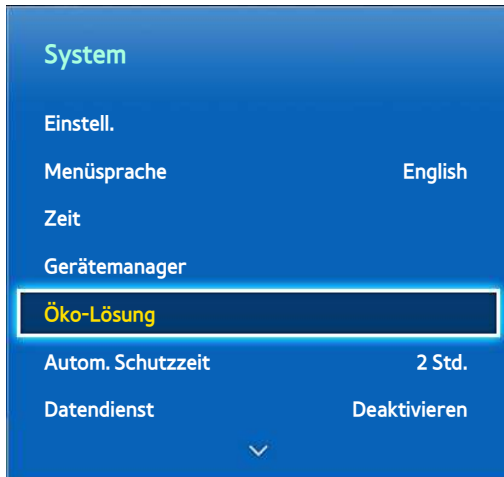 System
Einstell.
Menüsprache English
Zeit
Gerätemanager
Öko-Lösung
Autom. Schutzzeit 2 Std.
Datendienst Deaktivieren